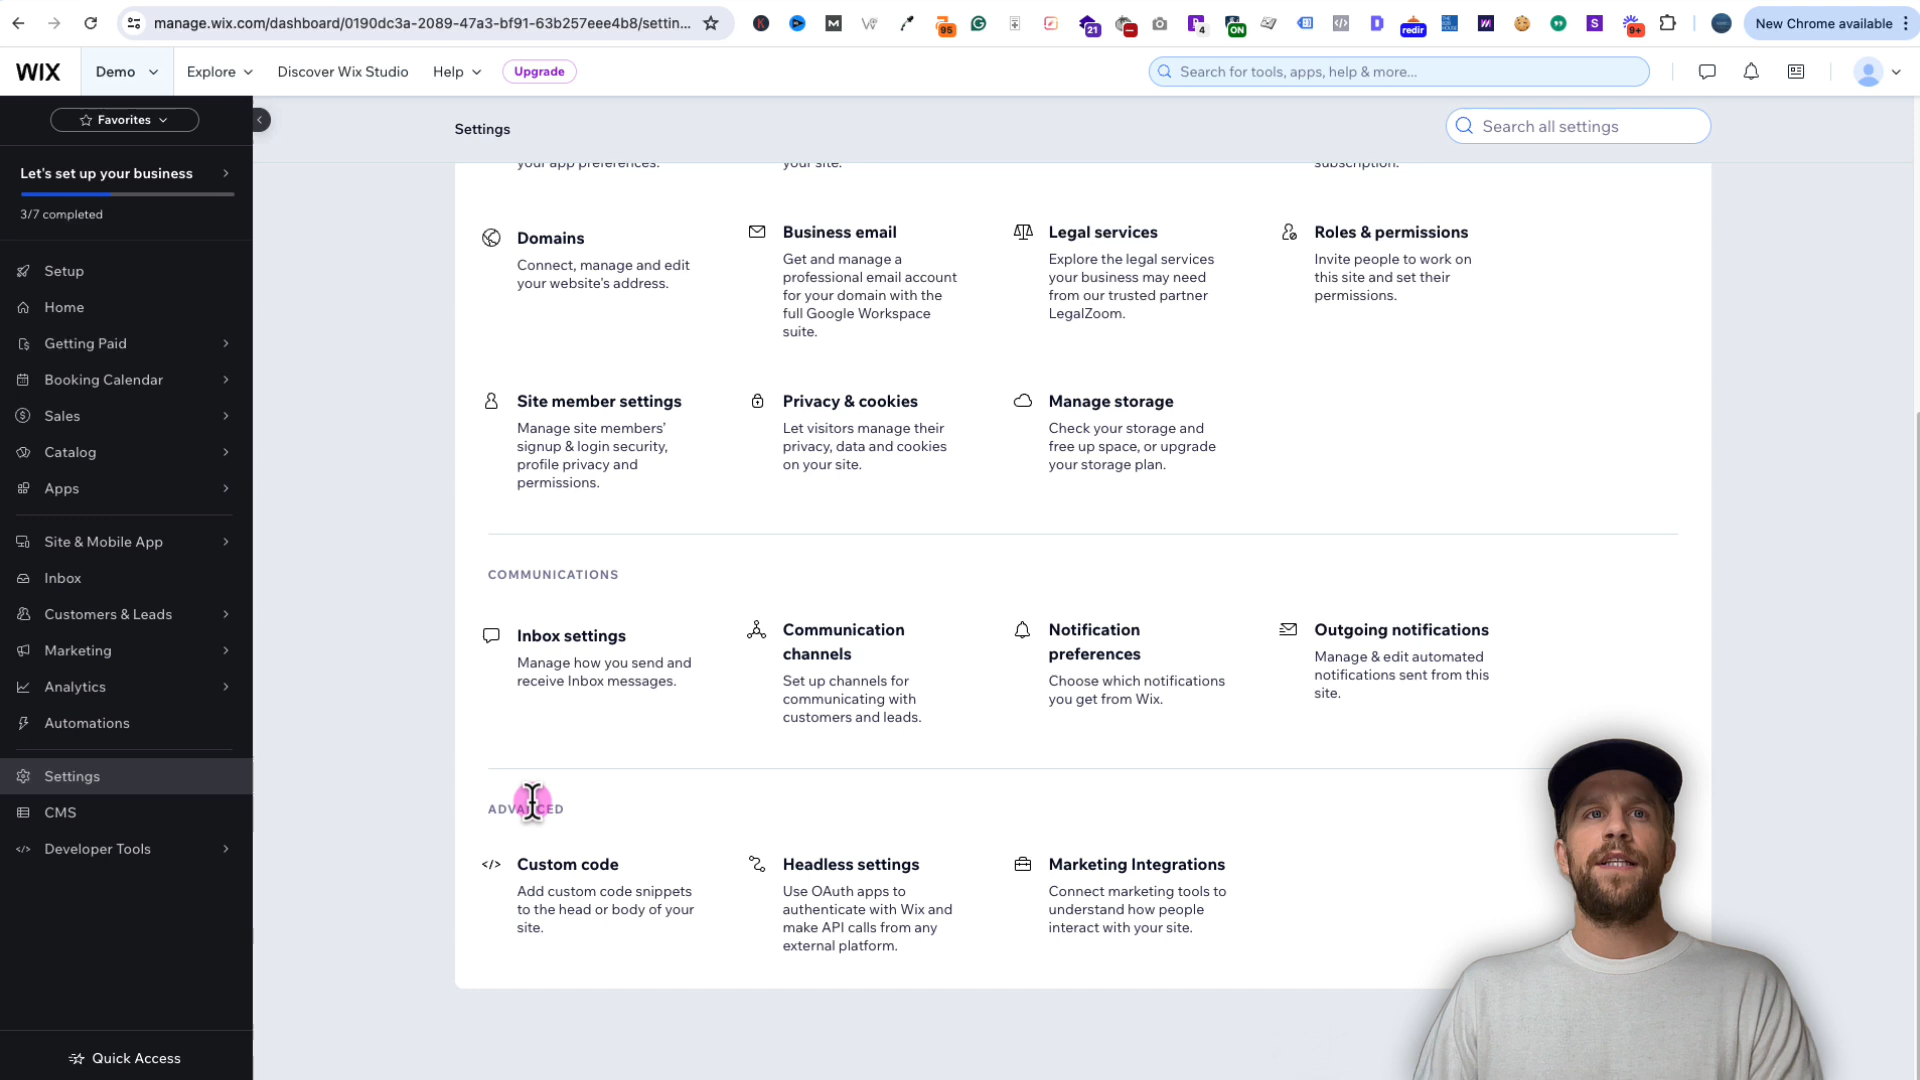 manage.wix.com/dashboard/0190dc3a-2089-47a3-bf91-63b257eee4b8/settin...
95
21
4
ON
redir
9+
New Chrome available
WIX
Demo
Explore
Discover Wix Studio
Help
Upgrade
Search for tools, apps, help & more...
Favorites
Settings
Search all settings
Let's set up your business
3/7 completed
Setup
Home
Getting Paid
Booking Calendar
Sales
Catalog
Apps
Site & Mobile App
Inbox
Customers & Leads
Marketing
Analytics
Automations
Settings
CMS
Developer Tools
Quick Access
your app preferences.
your site.
subscription.
Domains
Connect, manage and edit
your website's address.
Business email
Get and manage a
professional email account
for your domain with the
full Google Workspace
suite.
Legal services
Explore the legal services
your business may need
from our trusted partner
LegalZoom.
Roles & permissions
Invite people to work on
this site and set their
permissions.
Site member settings
Manage site members'
signup & login security,
profile privacy and
permissions.
Privacy & cookies
Let visitors manage their
privacy, data and cookies
on your site.
Manage storage
Check your storage and
free up space, or upgrade
your storage plan.
COMMUNICATIONS
Inbox settings
Manage how you send and
receive Inbox messages.
Communication
channels
Set up channels for
communicating with
customers and leads.
Notification
preferences
Choose which notifications
you get from Wix.
Outgoing notifications
Manage & edit automated
notifications sent from this
site.
ADVANCED
Custom code
Add custom code snippets
to the head or body of your
site.
Headless settings
Use OAuth apps to
authenticate with Wix and
make API calls from any
external platform.
Marketing Integrations
Connect marketing tools to
understand how people
interact with your site.